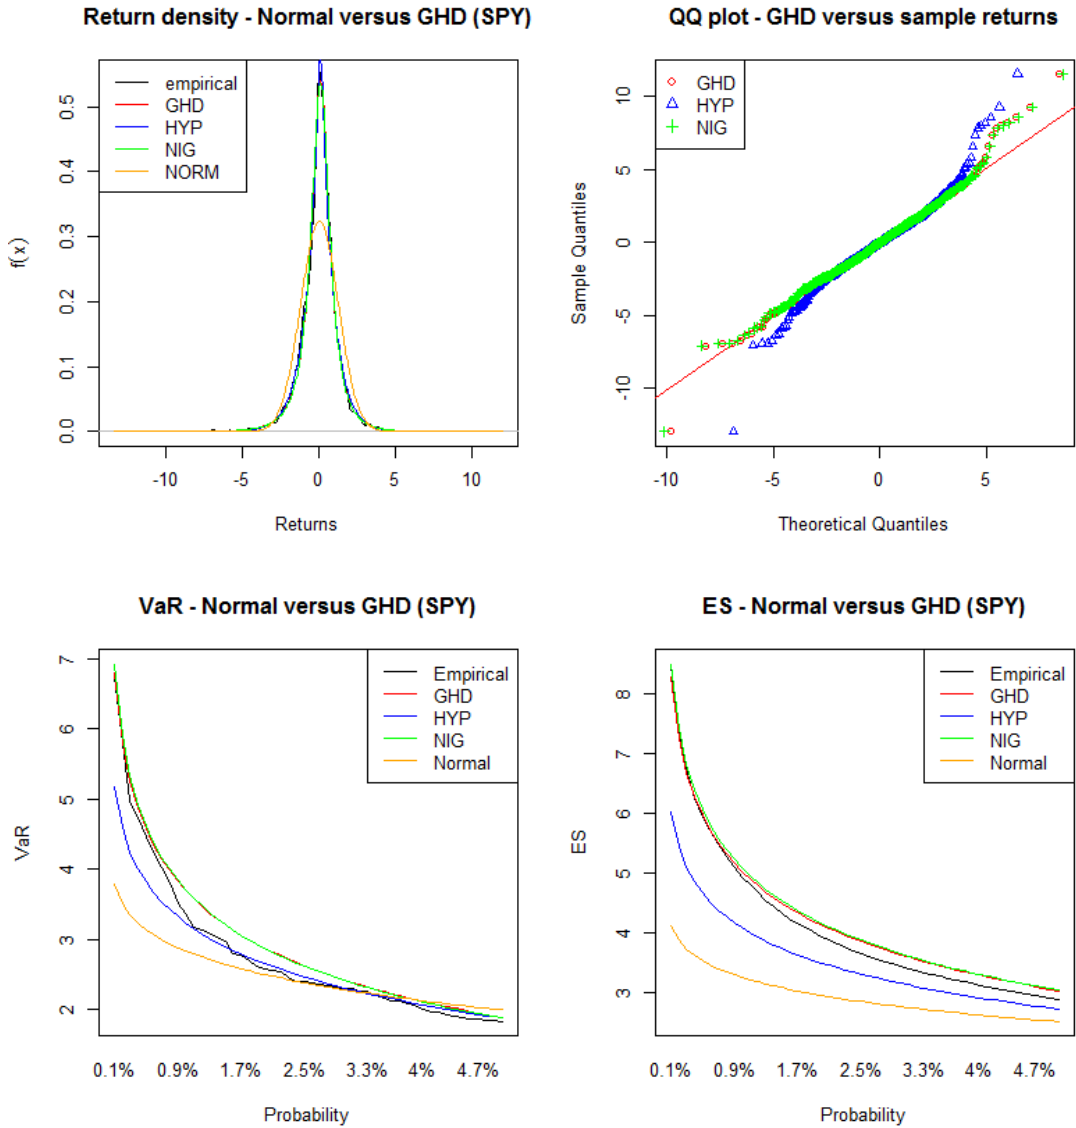 Return density - Normal versus GHD (SPY)
empirical
GHD
HYP
NIG
NORM
f(x)
0.5
0.4
0.3
0.2
0.1
0.0
-10
-5
0
5
10
Returns
QQ plot - GHD versus sample returns
GHD
HYP
NIG
Sample Quantiles
10
5
0
-5
-10
-10
-5
0
5
Theoretical Quantiles
VaR - Normal versus GHD (SPY)
Empirical
GHD
HYP
NIG
Normal
VaR
7
6
5
4
3
2
0.1% 0.9% 1.7% 2.5% 3.3% 4% 4.7%
Probability
ES - Normal versus GHD (SPY)
Empirical
GHD
HYP
NIG
Normal
ES
8
7
6
5
4
3
0.1% 0.9% 1.7% 2.5% 3.3% 4% 4.7%
Probability